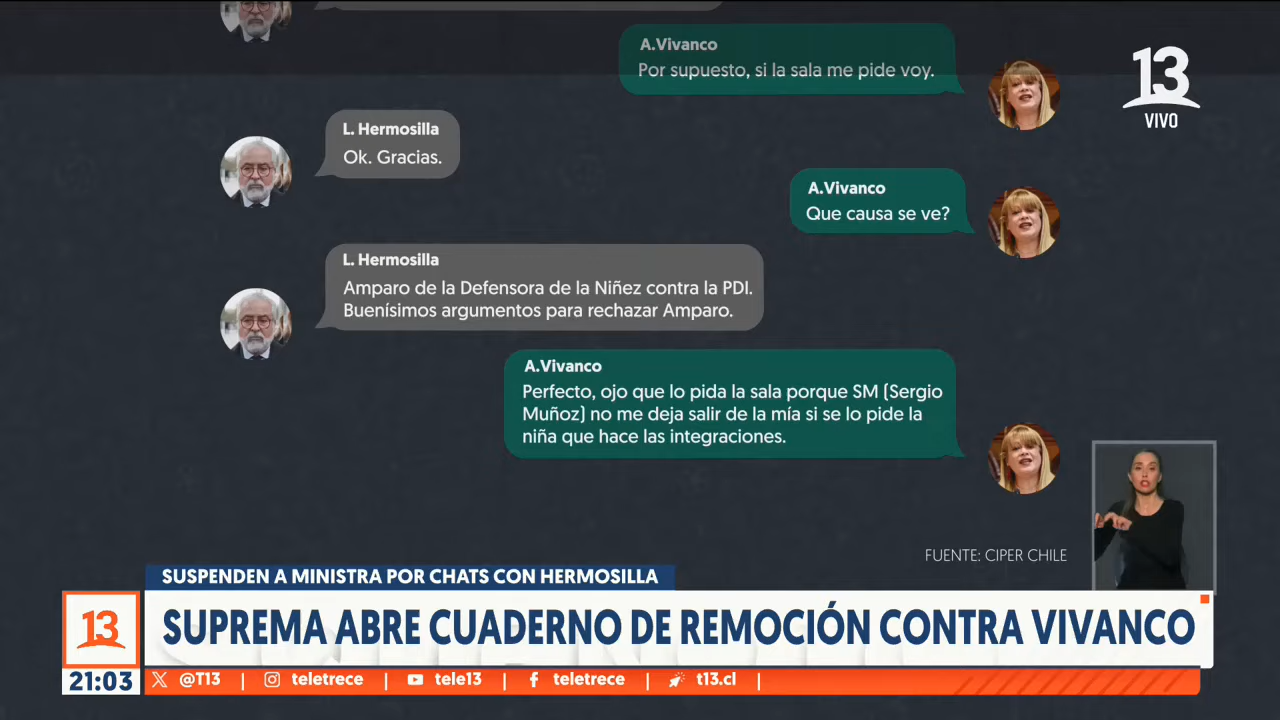 A.Vivanco
Por supuesto, si la sala me pide voy.
13
VIVO
L. Hermosilla
Ok. Gracias.
A.Vivanco
Que causa se ve?
L. Hermosilla
Amparo de la Defensora de la Niñez contra la PDI.
Buenísimos argumentos para rechazar Amparo.
A.Vivanco
Perfecto, ojo que lo pida la sala porque SM (Sergio
Muñoz) no me deja salir de la mía si se lo pide la
niña que hace las integraciones.
FUENTE: CIPER CHILE
SUSPENDEN A MINISTRA POR CHATS CON HERMOSILLA
13
SUPREMA ABRE CUADERNO DE REMOCIÓN CONTRA VIVANCO
21:03
@T13 | teletrece | tele13 | teletrece | t13.cl |